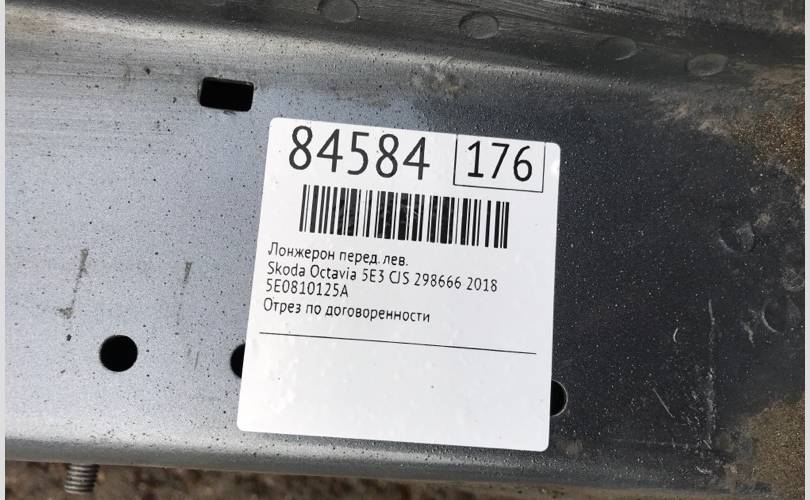 84584 176
Лонжерон перед. лев.
Skoda Octavia 5E3 CJS 298666 2018
5E0810125A
Отрез по договоренности